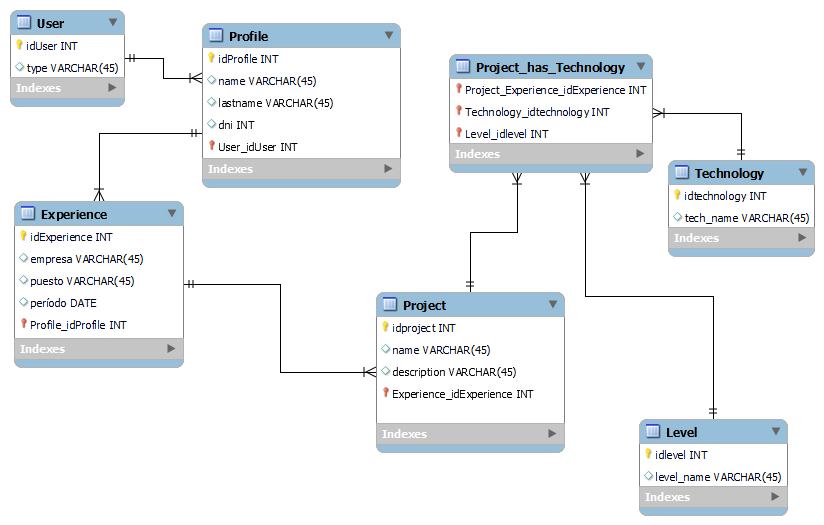 User
idUser INT
type VARCHAR(45)
Indexes
Profile
idProfile INT
name VARCHAR(45)
lastname VARCHAR(45)
dni INT
User_idUser INT
Indexes
Project_has_Technology
Project_Experience_idExperience INT
Technology_idtechnology INT
Level_idlevel INT
Indexes
Technology
idtechnology INT
tech_name VARCHAR(45)
Indexes
Experience
idExperience INT
empresa VARCHAR(45)
puesto VARCHAR(45)
período DATE
Profile_idProfile INT
Indexes
Project
idproject INT
name VARCHAR(45)
description VARCHAR(45)
Experience_idExperience INT
Indexes
Level
idlevel INT
level_name VARCHAR(45)
Indexes